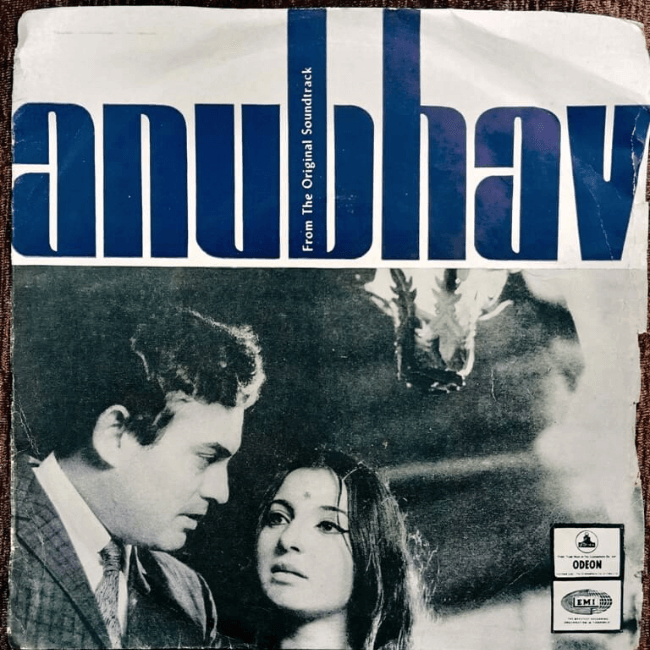 anubhav
From The Original Soundtrack
ODEON
EMI